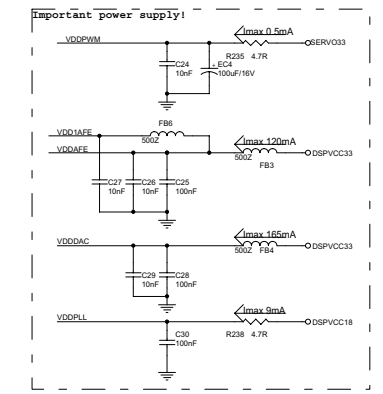 Important power supply!
VDDPWM
Imax 0.5mA
SERVO33
R235 4.7R
C24
10nF
EC4
100uF/16V
FB6
VDD1AFE
500Z
VDDAFE
Imax 120mA
DSPVCC33
500Z
FB3
C27
10nF
C26
10nF
C25
100nF
VDDDAC
Imax 165mA
DSPVCC33
500Z FB4
C29
10nF
C28
100nF
VDDPLL
Imax 9mA
DSPVCC18
R238 4.7R
C30
100nF